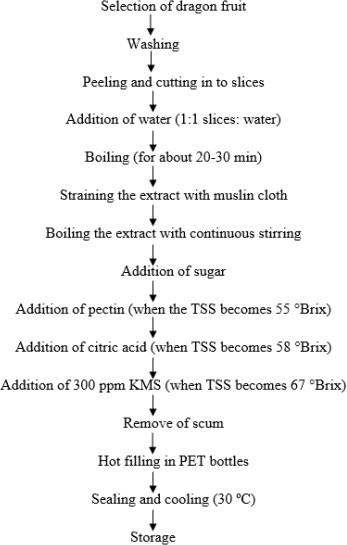 Selection of dragon fruit
Washing
Peeling and cutting in to slices
Addition of water (1:1 slices: water)
Boiling (for about 20-30 min)
Straining the extract with muslin cloth
Boiling the extract with continuous stirring
Addition of sugar
Addition of pectin (when the TSS becomes 55 °Brix)
Addition of citric acid (when TSS becomes 58 °Brix)
Addition of 300 ppm KMS (when TSS becomes 67 °Brix)
Remove of scum
Hot filling in PET bottles
Sealing and cooling (30 ºC)
Storage